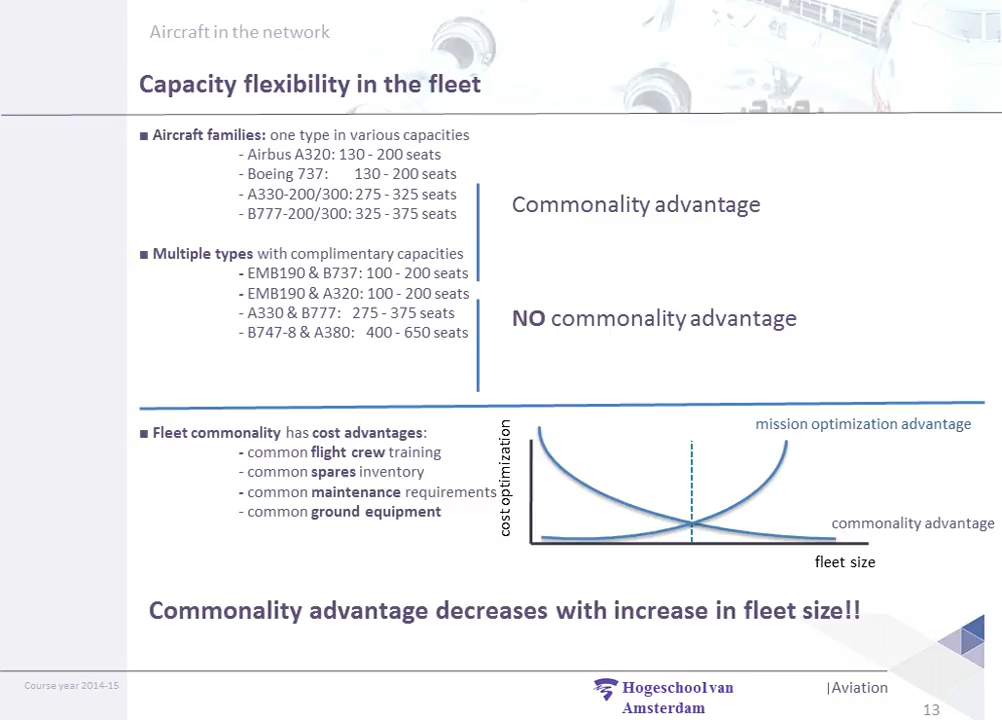 Aircraft in the network
Capacity flexibility in the fleet
■ Aircraft families: one type in various capacities
- Airbus A320: 130 - 200 seats
- Boeing 737: 130 - 200 seats
- A330-200/300: 275 - 325 seats
- B777-200/300: 325 - 375 seats
Commonality advantage
■ Multiple types with complimentary capacities
- EMB190 & B737: 100 - 200 seats
- EMB190 & A320: 100 - 200 seats
- A330 & B777: 275 - 375 seats
- B747-8 & A380: 400 - 650 seats
NO commonality advantage
■ Fleet commonality has cost advantages:
- common flight crew training
- common spares inventory
- common maintenance requirements
- common ground equipment
cost optimization
mission optimization advantage
commonality advantage
fleet size
Commonality advantage decreases with increase in fleet size!!
Course year 2014-15
Hogeschool van
Amsterdam
|Aviation
13